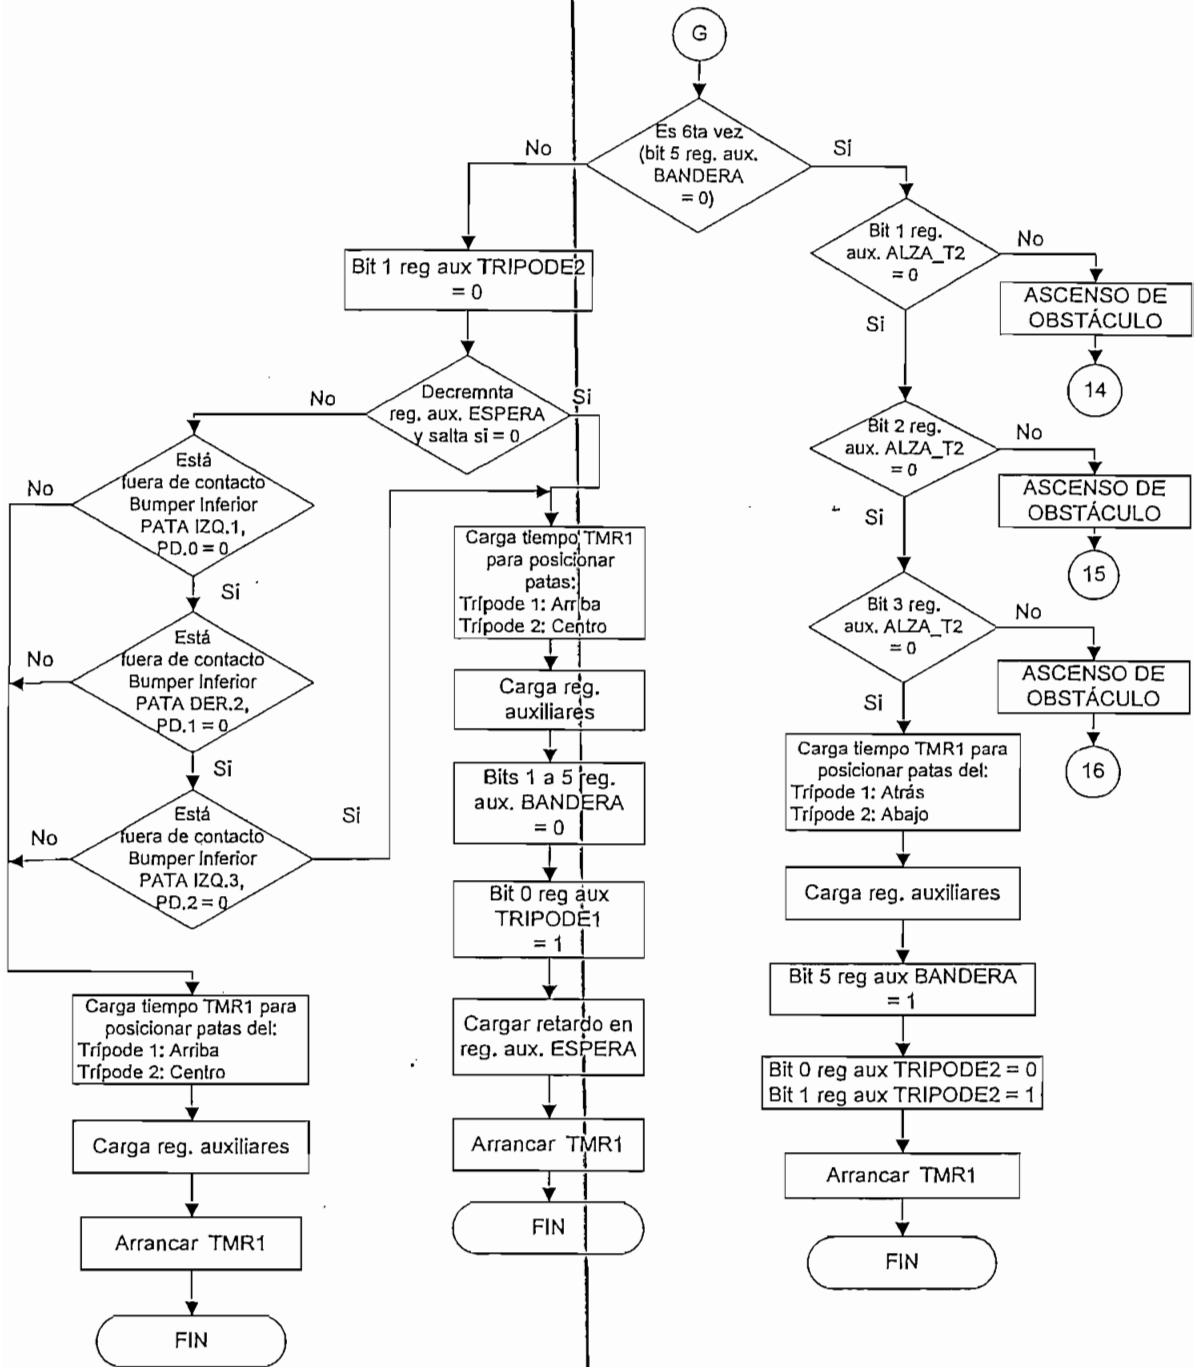 G
Es 6ta vez
(bit 5 reg. aux.
BANDERA
= 0)
No
Si
Bit 1 reg aux TRIPODE2
= 0
Decremnta
reg. aux. ESPERA
y salta si = 0
No
Si
Está
fuera de contacto
Bumper Inferior
PATA IZQ.1,
PD.0 = 0
No
Si
Está
fuera de contacto
Bumper Inferior
PATA DER.2,
PD.1 = 0
No
Si
Está
fuera de contacto
Bumper Inferior
PATA IZQ.3,
PD.2 = 0
No
Si
Carga tiempo TMR1 para
posicionar patas del:
Trípode 1: Arriba
Trípode 2: Centro
Carga reg. auxiliares
Arrancar TMR1
FIN
Carga tiempo TMR1
para posicionar
patas:
Trípode 1: Arriba
Trípode 2: Centro
Carga reg.
auxiliares
Bits 1 a 5 reg.
aux. BANDERA
= 0
Bit 0 reg aux
TRIPODE1
= 1
Cargar retardo en
reg. aux. ESPERA
Arrancar TMR1
FIN
Bit 1 reg.
aux. ALZA_T2
= 0
No
Si
ASCENSO DE
OBSTÁCULO
14
Bit 2 reg.
aux. ALZA_T2
= 0
No
Si
ASCENSO DE
OBSTÁCULO
15
Bit 3 reg.
aux. ALZA_T2
= 0
No
Si
ASCENSO DE
OBSTÁCULO
16
Carga tiempo TMR1 para
posicionar patas del:
Trípode 1: Atrás
Trípode 2: Abajo
Carga reg. auxiliares
Bit 5 reg aux BANDERA
= 1
Bit 0 reg aux TRIPODE2 = 0
Bit 1 reg aux TRIPODE2 = 1
Arrancar TMR1
FIN